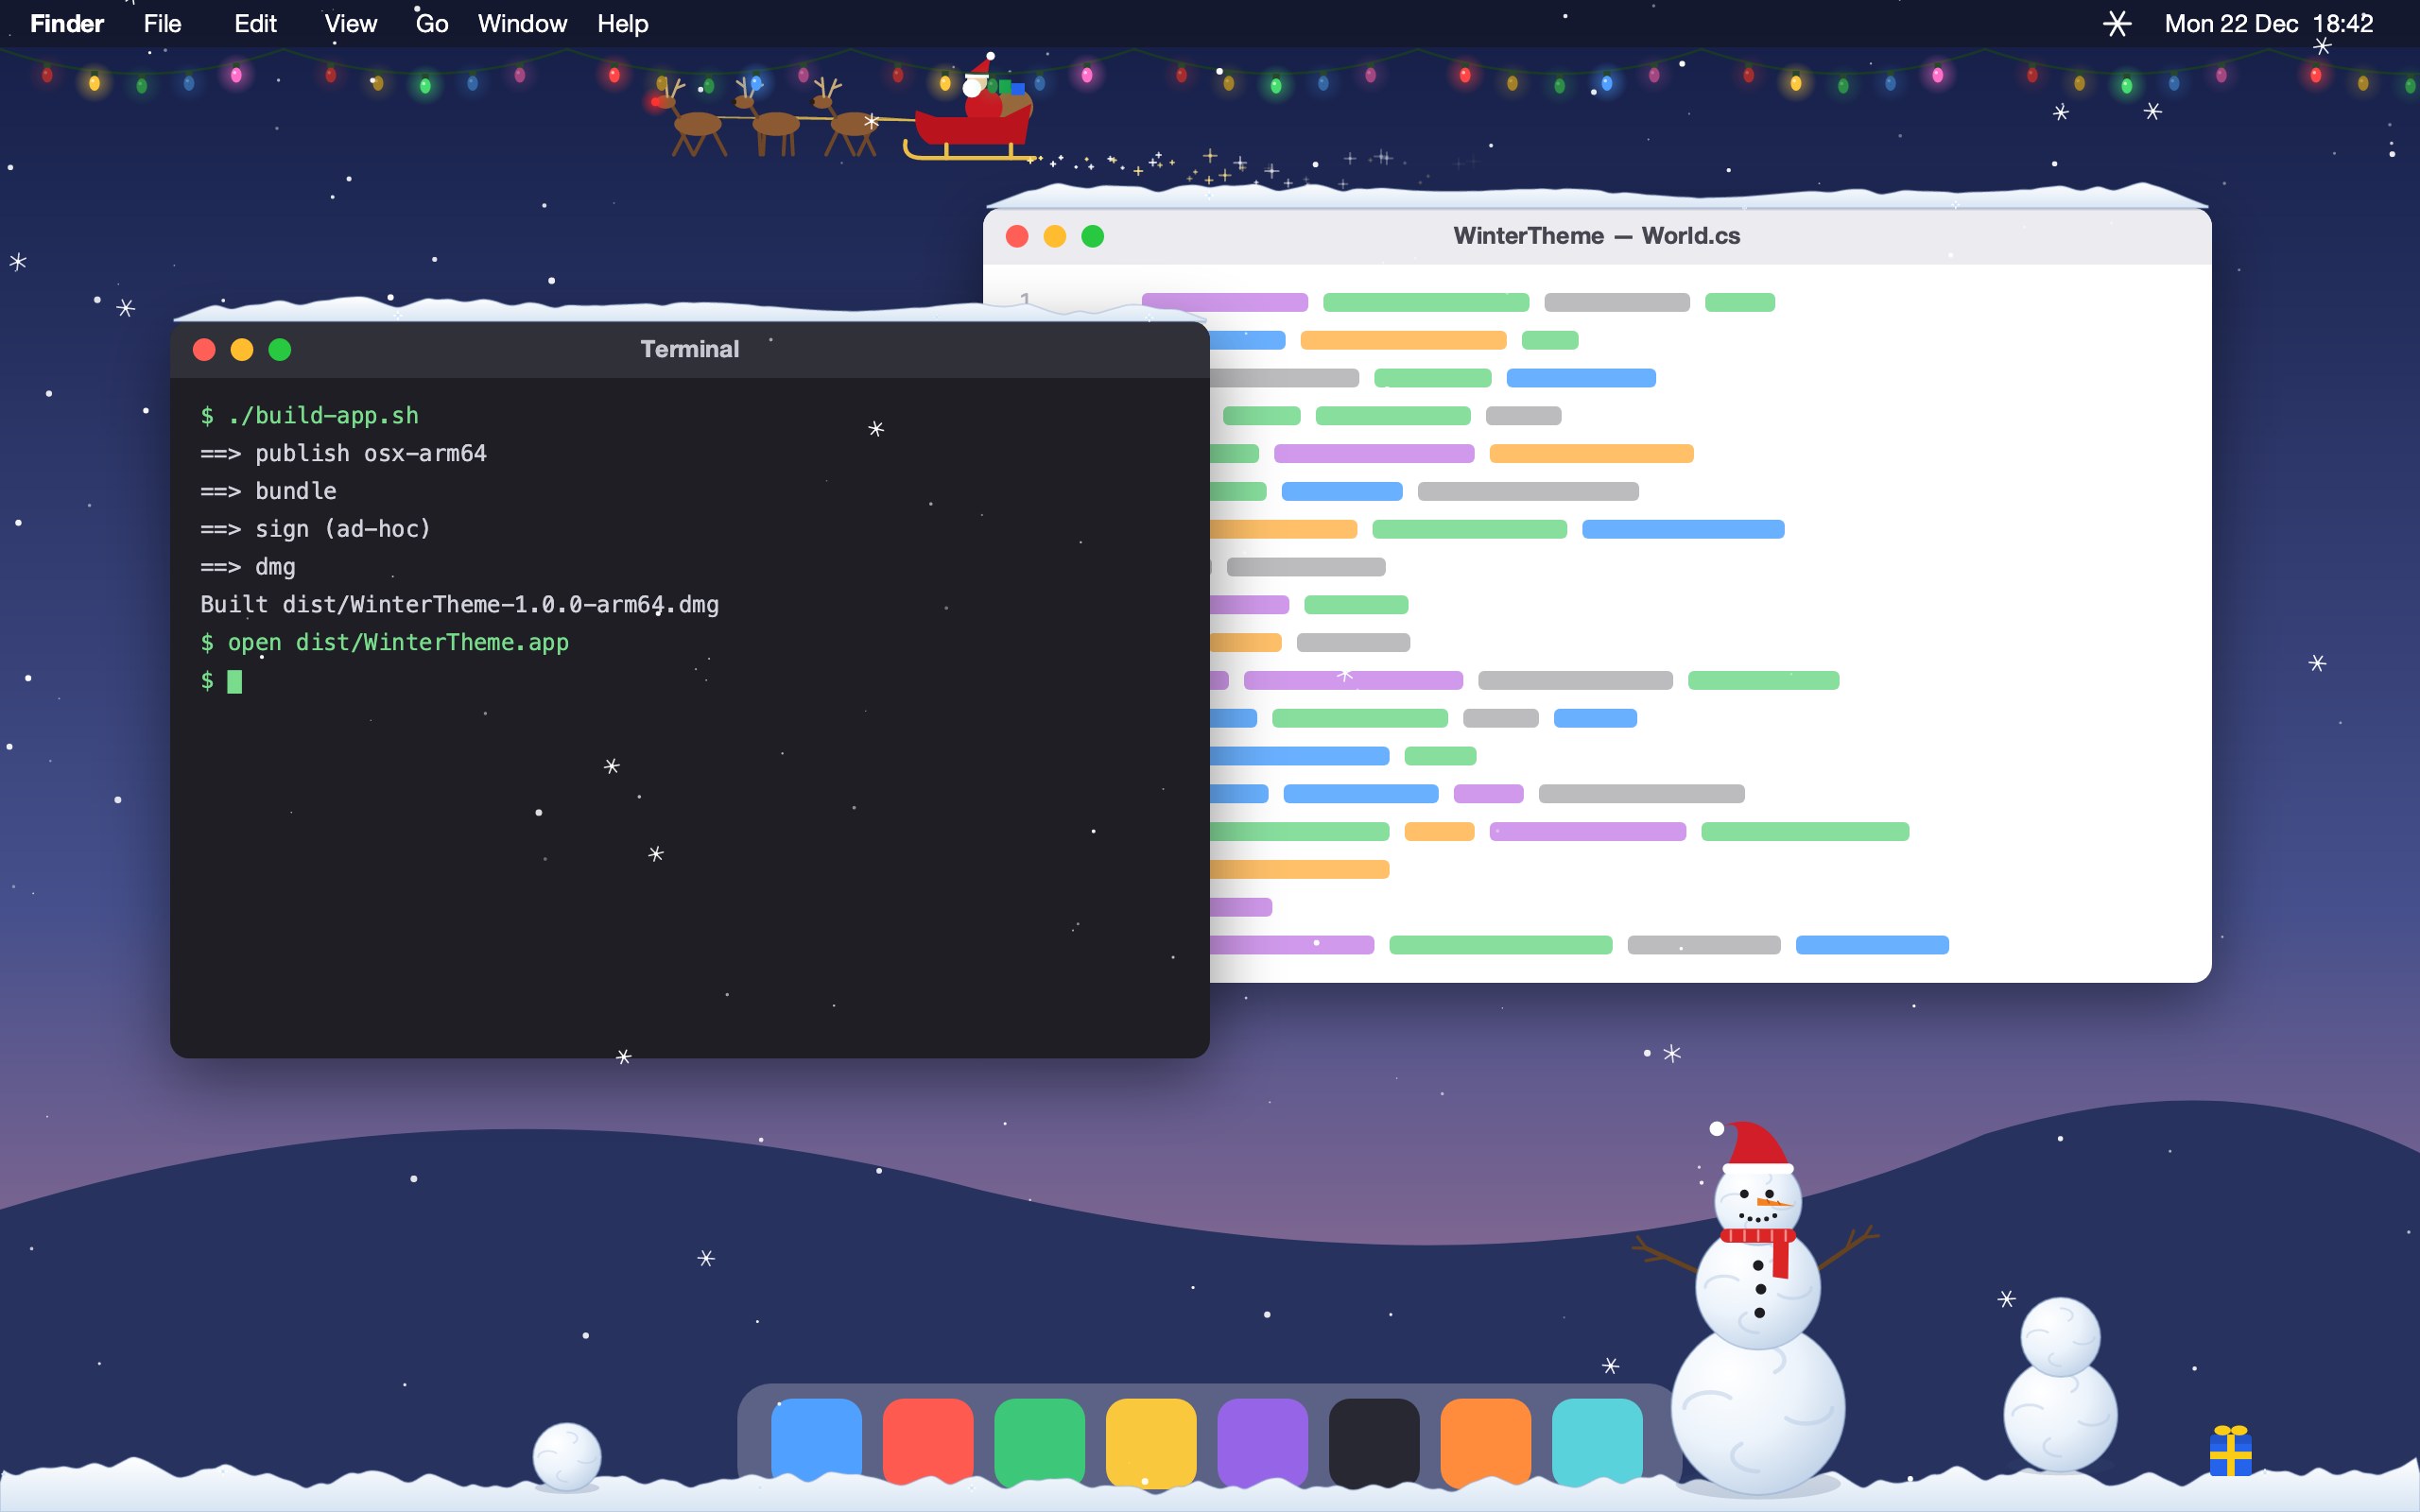 Finder File Edit View Go Window Help Mon 22 Dec 18:42
WinterTheme — World.cs
1
Terminal
$ ./build-app.sh
==> publish osx-arm64
==> bundle
==> sign (ad-hoc)
==> dmg
Built dist/WinterTheme-1.0.0-arm64.dmg
$ open dist/WinterTheme.app
$